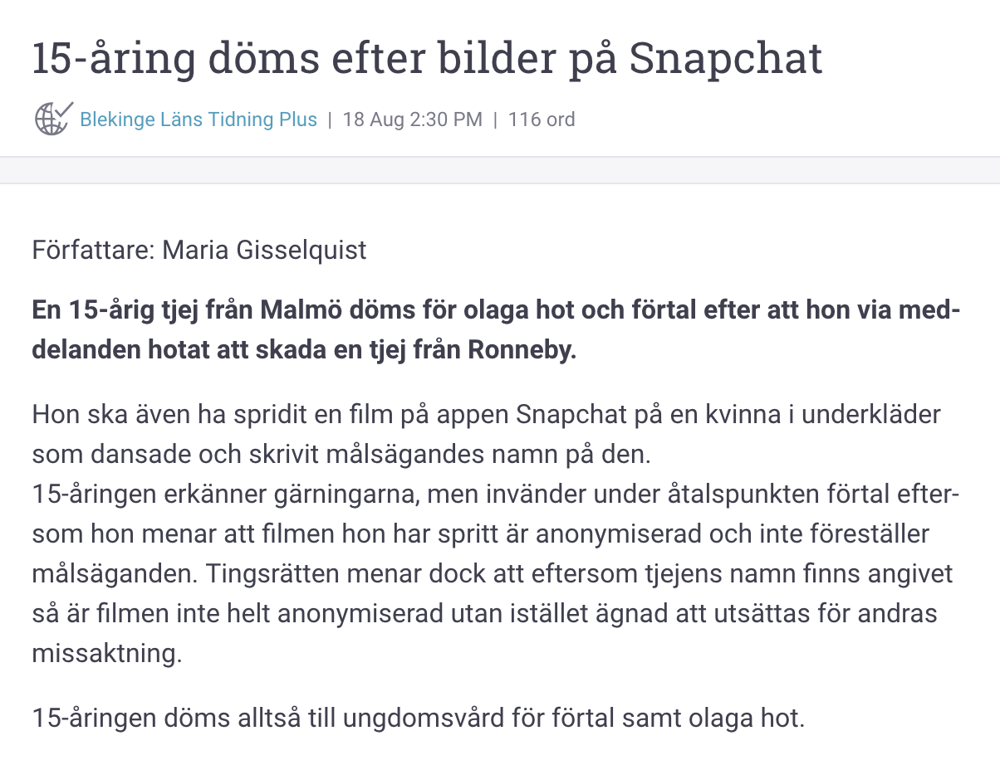 15-åring döms efter bilder på Snapchat
Blekinge Läns Tidning Plus | 18 Aug 2:30 PM | 116 ord
Författare: Maria Gisselquist
En 15-årig tjej från Malmö döms för olaga hot och förtal efter att hon via med-
delanden hotat att skada en tjej från Ronneby.
Hon ska även ha spridit en film på appen Snapchat på en kvinna i underkläder
som dansade och skrivit målsägandes namn på den.
15-åringen erkänner gärningarna, men invänder under åtalspunkten förtal efter-
som hon menar att filmen hon har spritt är anonymiserad och inte föreställer
målsäganden. Tingsrätten menar dock att eftersom tjejens namn finns angivet
så är filmen inte helt anonymiserad utan istället ägnad att utsättas för andras
missaktning.
15-åringen döms alltså till ungdomsvård för förtal samt olaga hot.